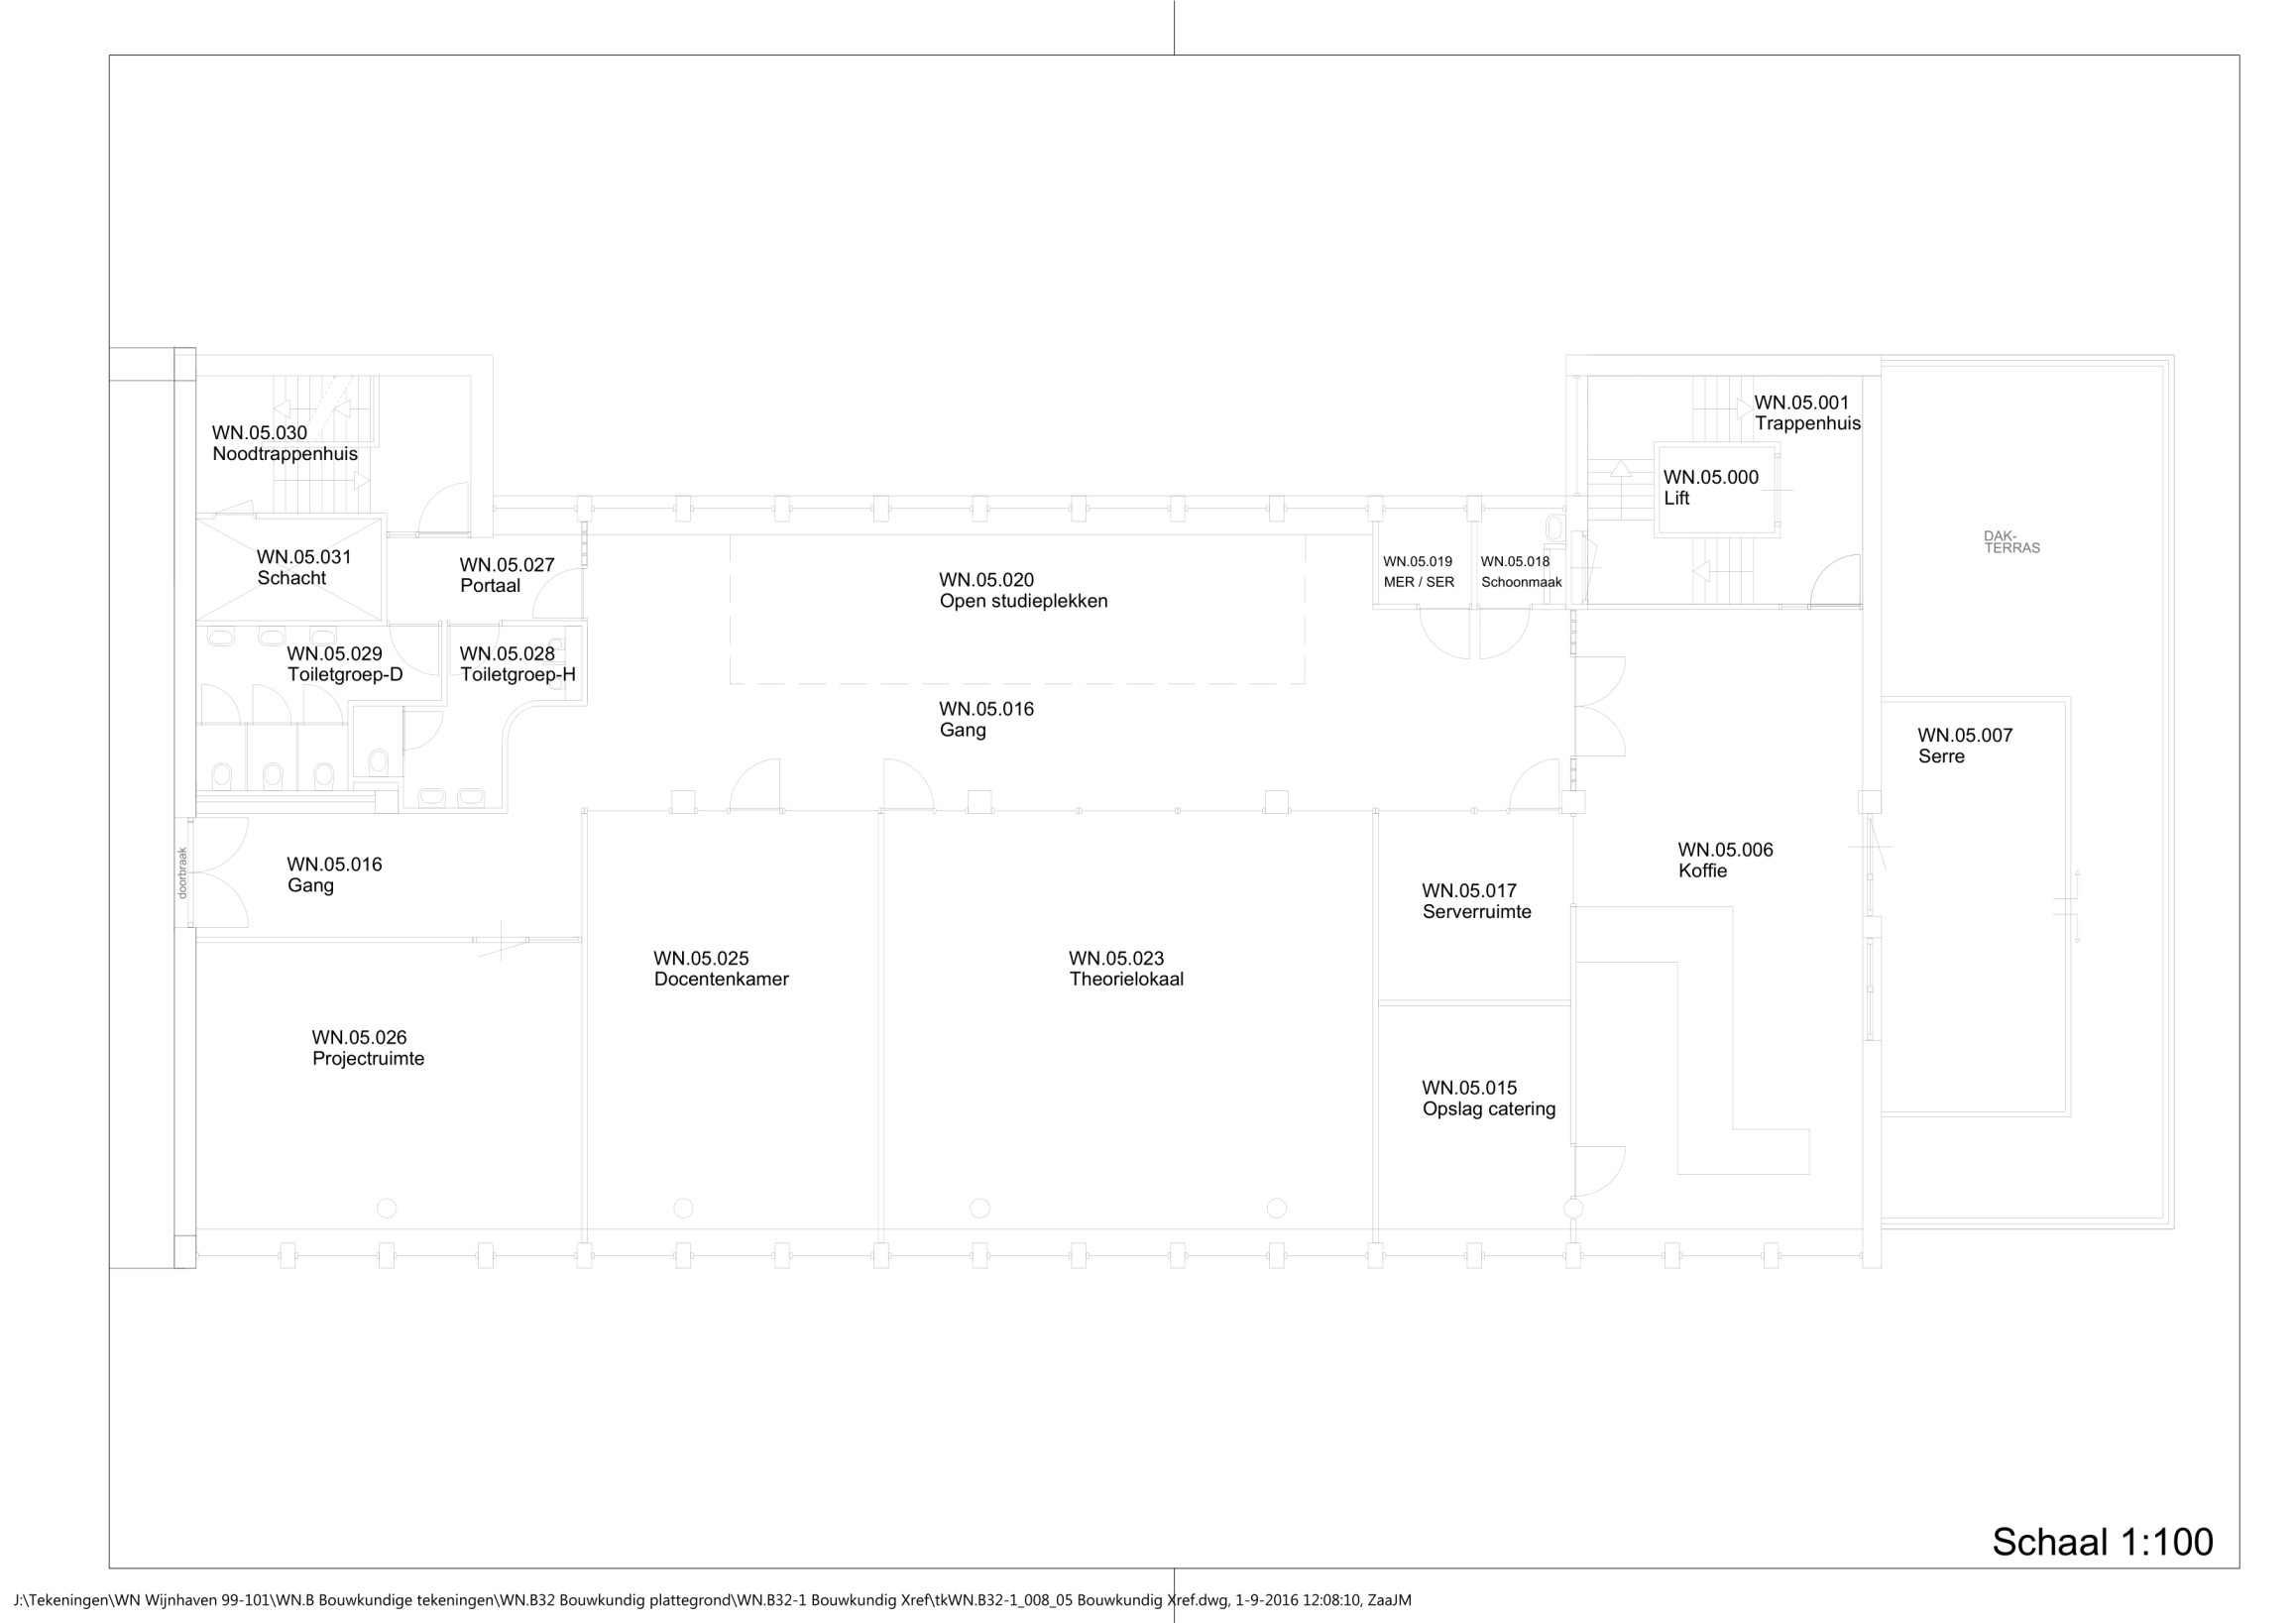 WN.05.030
Noodtrappenhuis
WN.05.001
Trappenhuis
WN.05.000
Lift
DAK-
TERRAS
WN.05.031
Schacht
WN.05.027
Portaal
WN.05.020
Open studieplekken
WN.05.019
MER / SER
WN.05.018
Schoonmaak
WN.05.029
Toiletgroep-D
WN.05.028
Toiletgroep-H
WN.05.016
Gang
WN.05.007
Serre
doorbraak
WN.05.016
Gang
WN.05.006
Koffie
WN.05.017
Serverruimte
WN.05.025
Docentenkamer
WN.05.023
Theorielokaal
WN.05.026
Projectruimte
WN.05.015
Opslag catering
Schaal 1:100
J:\Tekeningen\WN Wijnhaven 99-101\WN.B Bouwkundige tekeningen\WN.B32 Bouwkundig plattegrond\WN.B32-1 Bouwkundig Xref\tkWN.B32-1_008_05 Bouwkundig Xref.dwg, 1-9-2016 12:08:10, ZaaJM